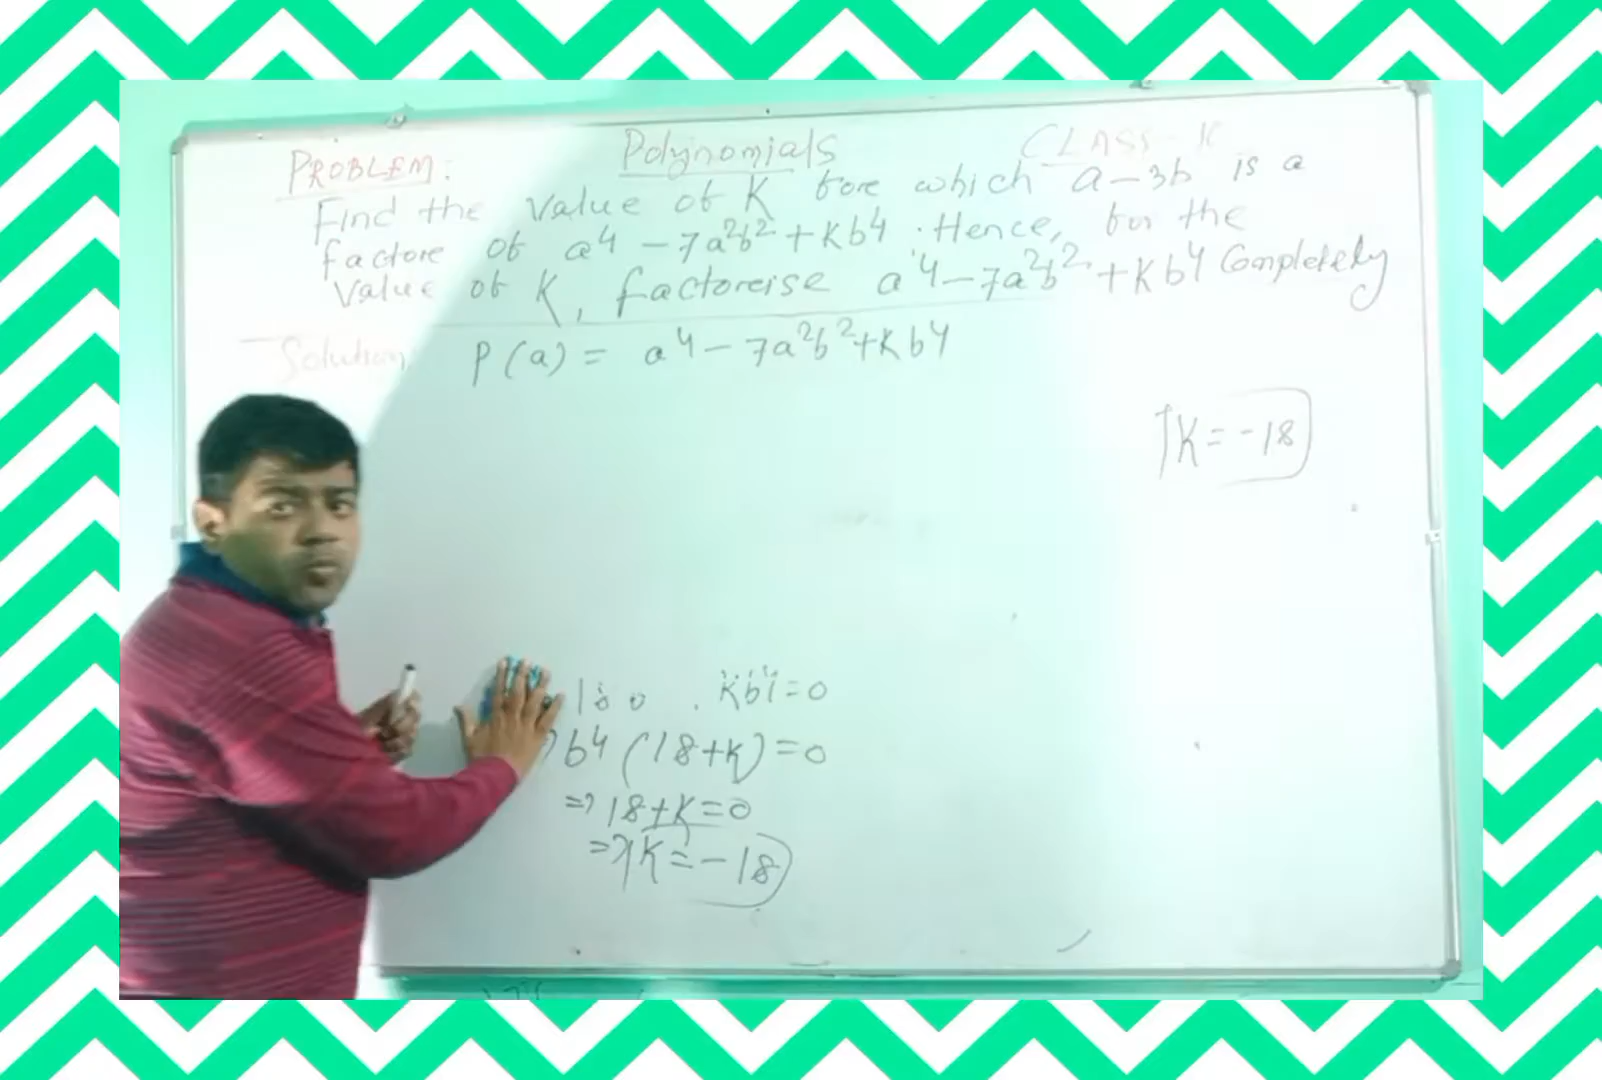 Polynomials CLASS-IX
PROBLEM:
Find the value of K fore which a-3b is a
factore of a⁴ - 7a²b² + Kb⁴. Hence, for the
value of K, factoreise a⁴-7a²b² + Kb⁴ Completely
Solution P(a) = a⁴ - 7a²b² + Kb⁴
K = -18
Kb⁴ = 0
b⁴ (18+K) = 0
=> 18+K=0
=> K = -18